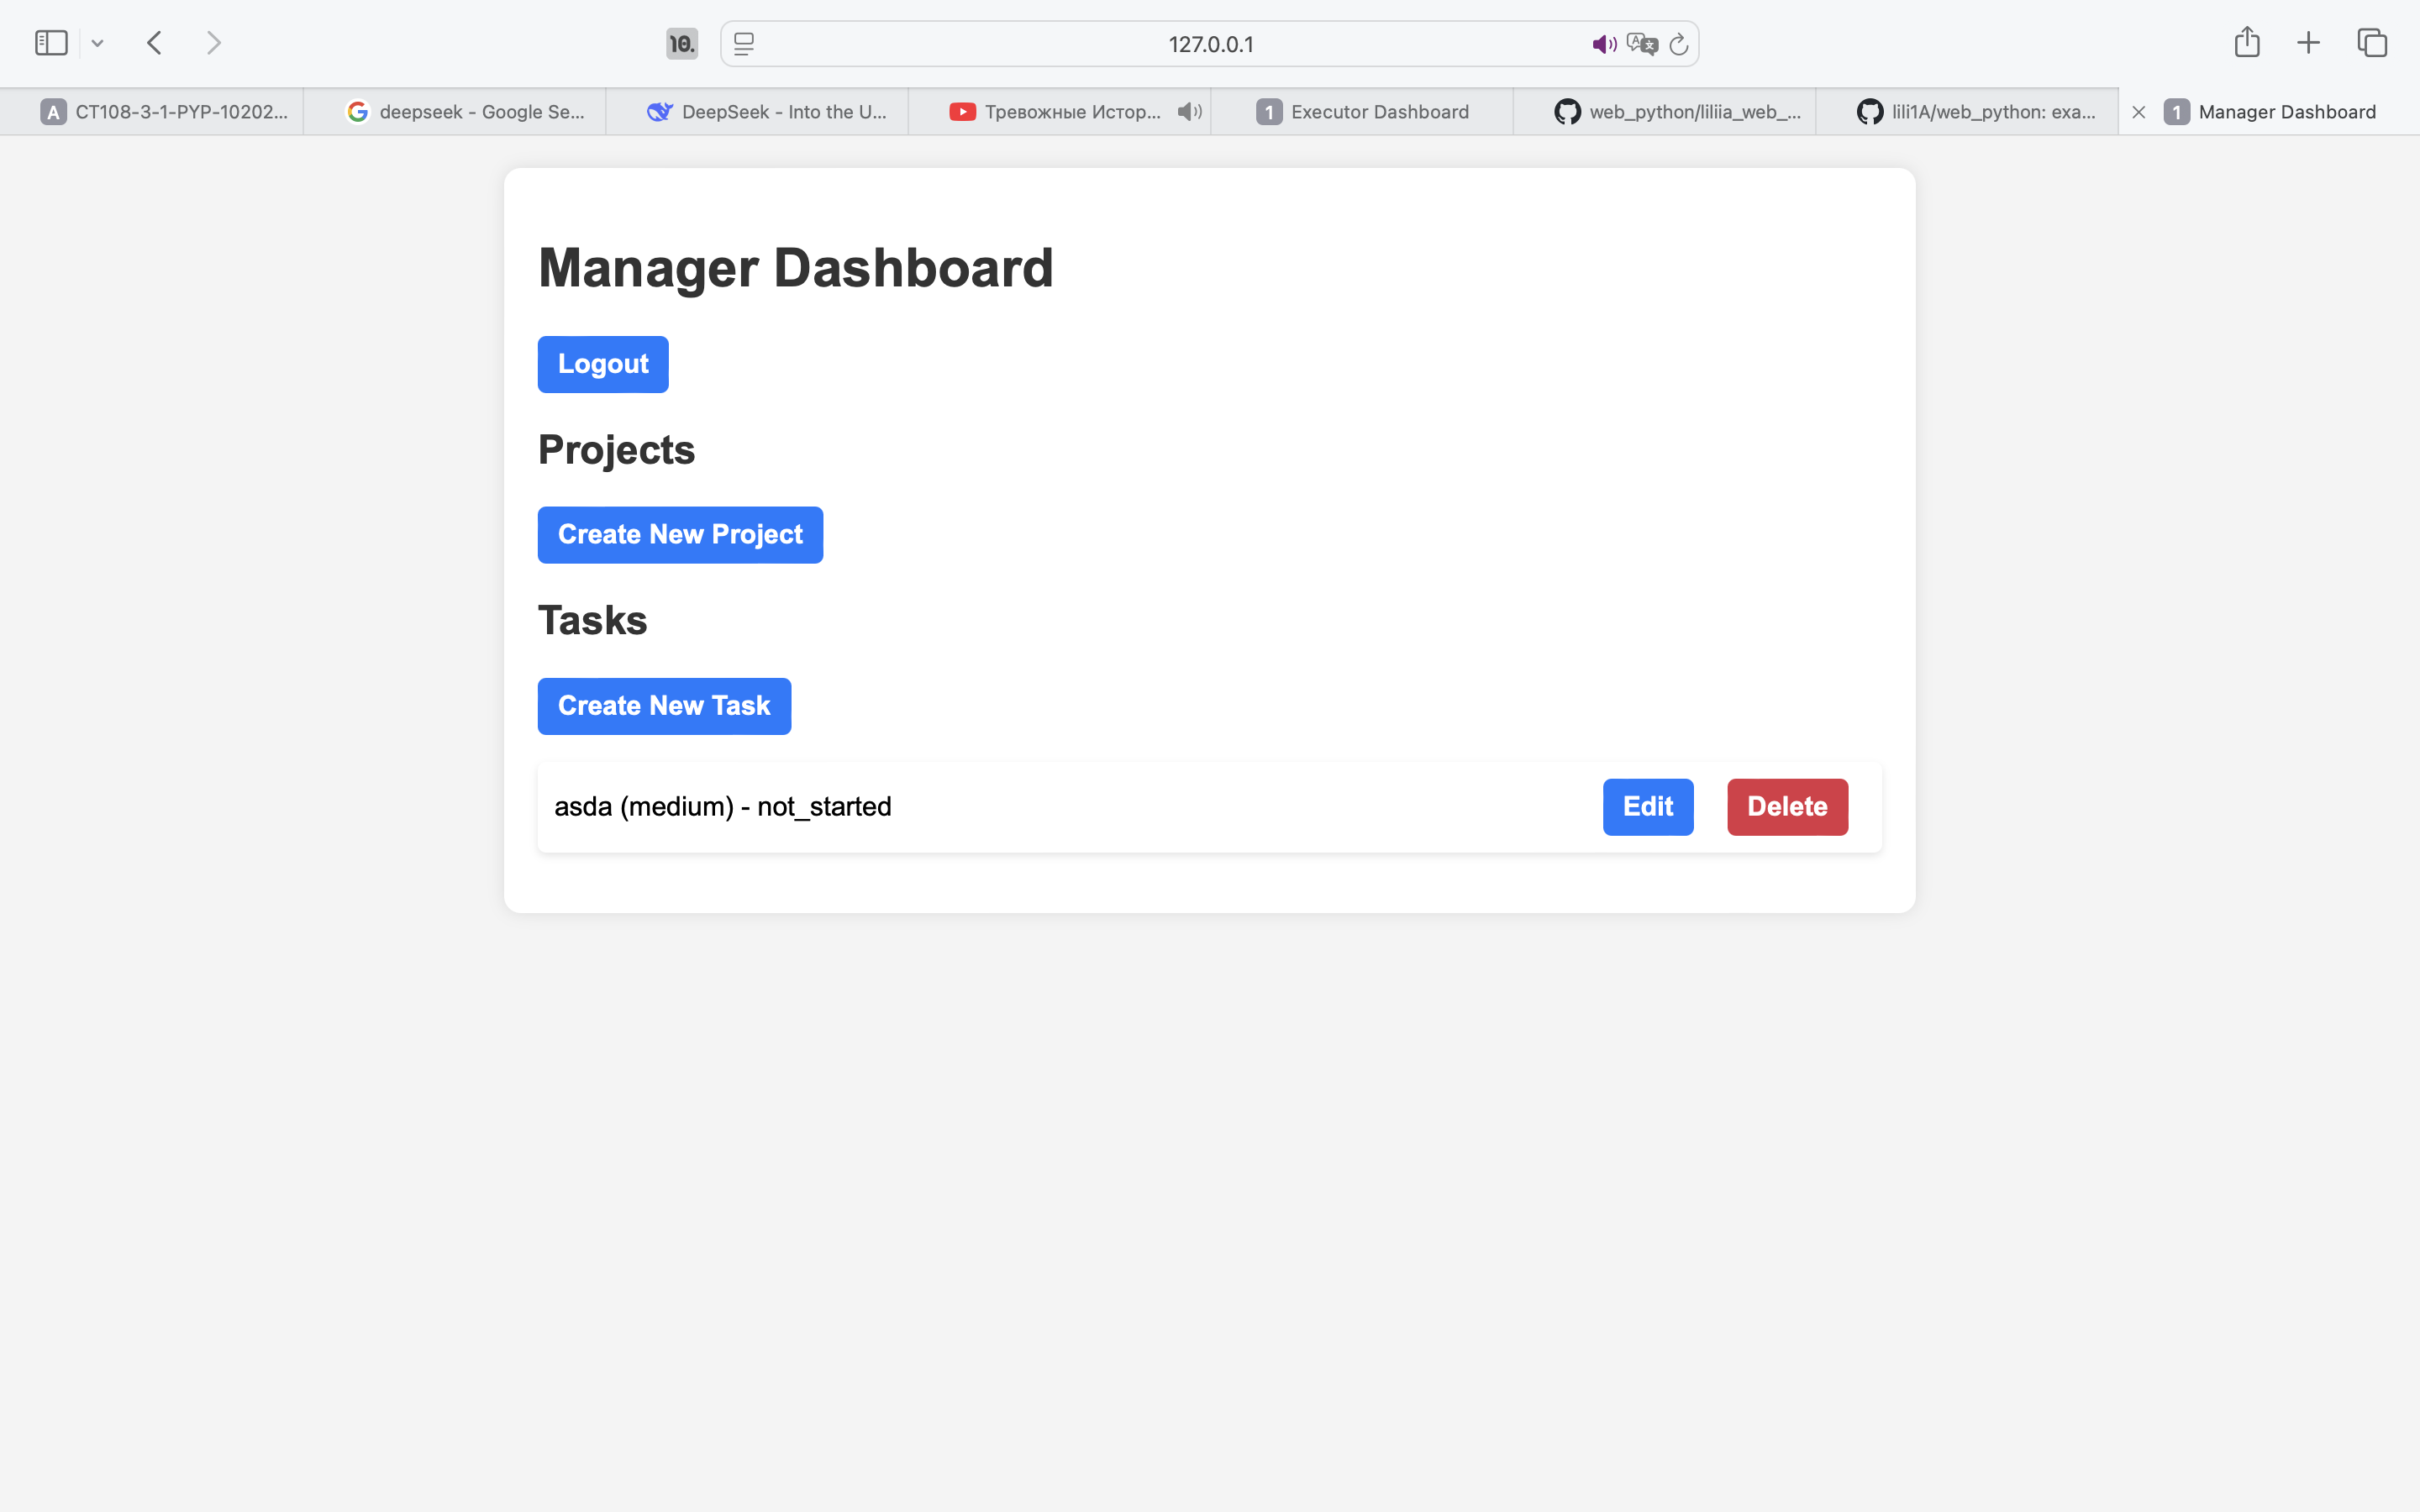 10.
127.0.0.1
A CT108-3-1-PYP-10202...
deepseek - Google Se...
DeepSeek - Into the U...
Тревожные Истор...
1 Executor Dashboard
web_python/liliia_web_...
lili1A/web_python: exa...
1 Manager Dashboard
Manager Dashboard
Logout
Projects
Create New Project
Tasks
Create New Task
asda (medium) - not_started
Edit
Delete